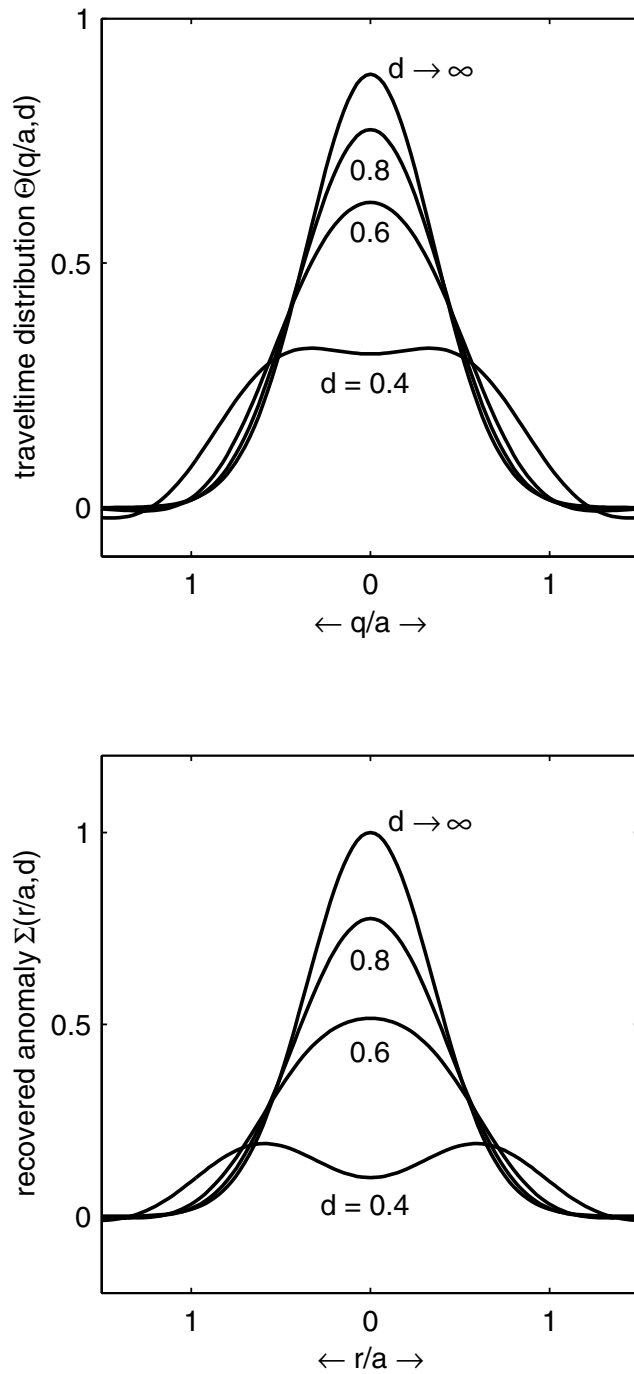 1
d → ∞
0.8
0.6
0.5
d = 0.4
0
traveltime distribution Θ(q/a,d)
1 0 1
← q/a →
1
d → ∞
0.8
0.5
0.6
d = 0.4
0
recovered anomaly Σ(r/a,d)
1 0 1
← r/a →